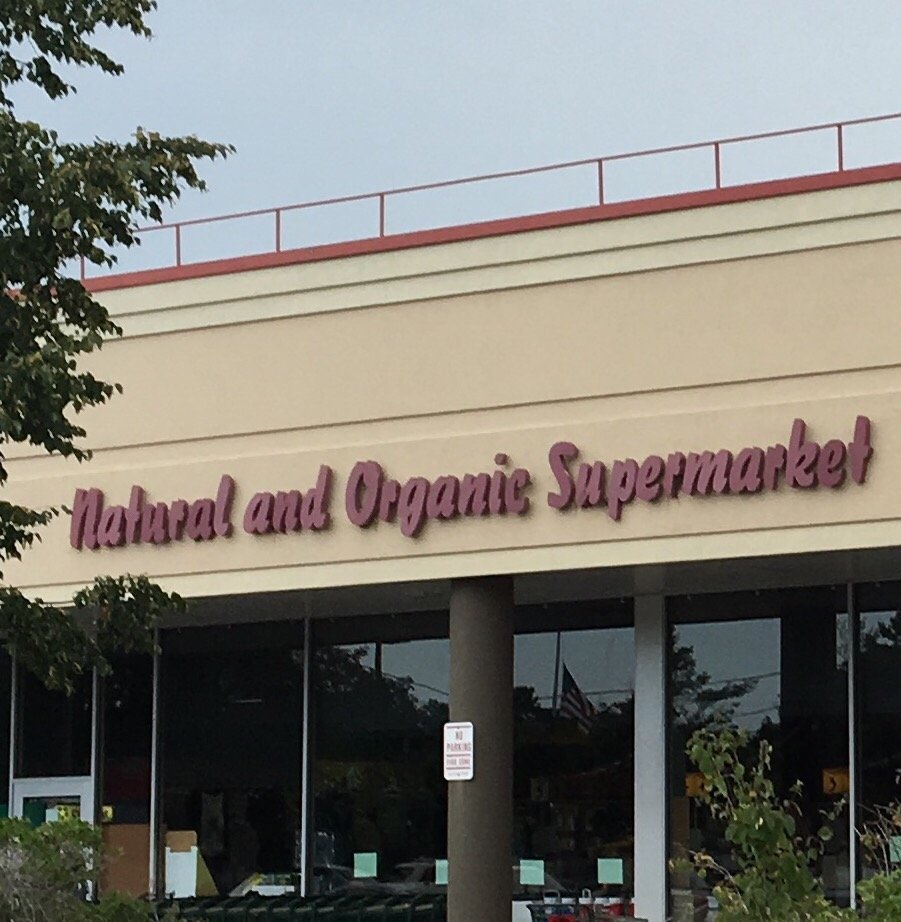 Natural and Organic Supermarket
NO
PARKING
FIRE ZONE